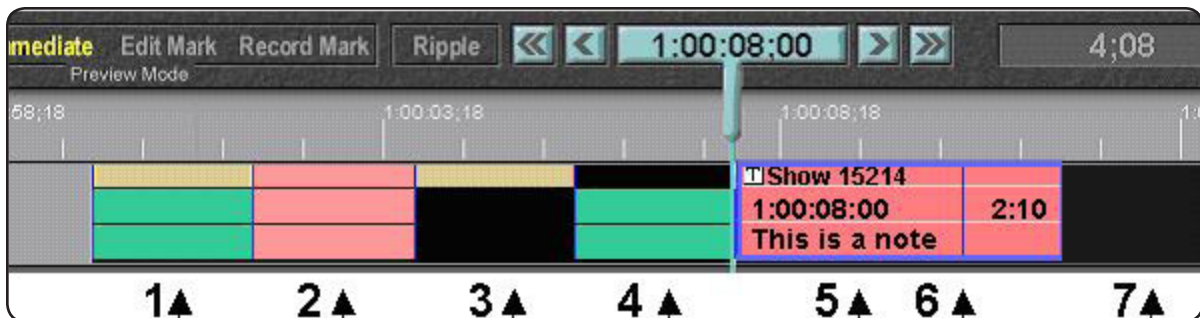 mediate Edit Mark Record Mark Ripple 1:00:08;00 4;08
Preview Mode
58;18 1:00:03;18 1:00:08;18 1:
T Show 15214
1:00:08:00 2:10
This is a note
1 2 3 4 5 6 7